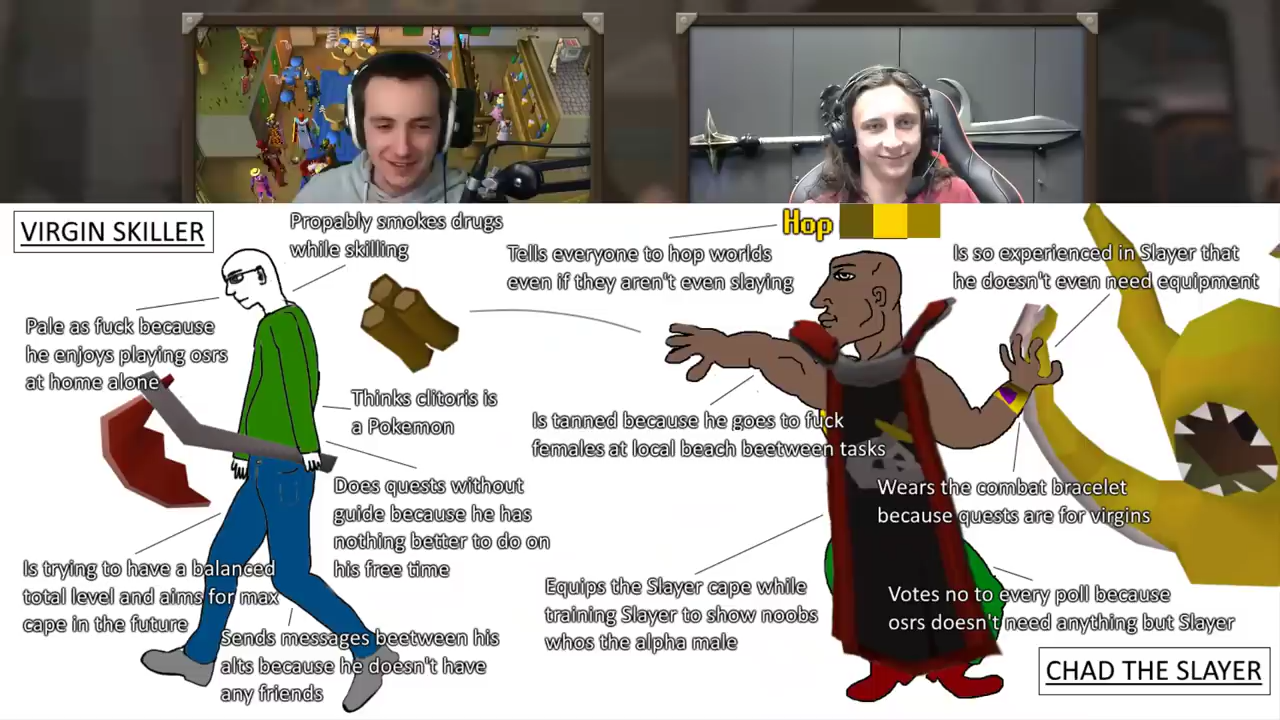 VIRGIN SKILLER
Propably smokes drugs
while skilling
Pale as fuck because
he enjoys playing osrs
at home alone
Thinks clitoris is
a Pokemon
Does quests without
guide because he has
nothing better to do on
his free time
Is trying to have a balanced
total level and aims for max
cape in the future
Sends messages beetween his
alts because he doesn't have
any friends
Hop
Tells everyone to hop worlds
even if they aren't even slaying
Is so experienced in Slayer that
he doesn't even need equipment
Is tanned because he goes to fuck
females at local beach beetween tasks
Wears the combat bracelet
because quests are for virgins
Equips the Slayer cape while
training Slayer to show noobs
whos the alpha male
Votes no to every poll because
osrs doesn't need anything but Slayer
CHAD THE SLAYER